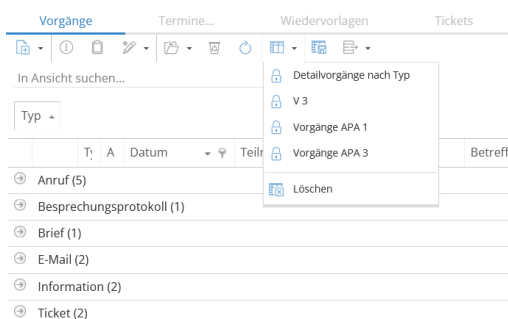 Vorgänge Termine... Wiedervorlagen Tickets
In Ansicht suchen...
Detailvorgänge nach Typ
V 3
Vorgänge APA 1
Vorgänge APA 3
Löschen
Typ
A Datum Betreff
Anruf (5)
Besprechungsprotokoll (1)
Brief (1)
E-Mail (2)
Information (2)
Ticket (2)